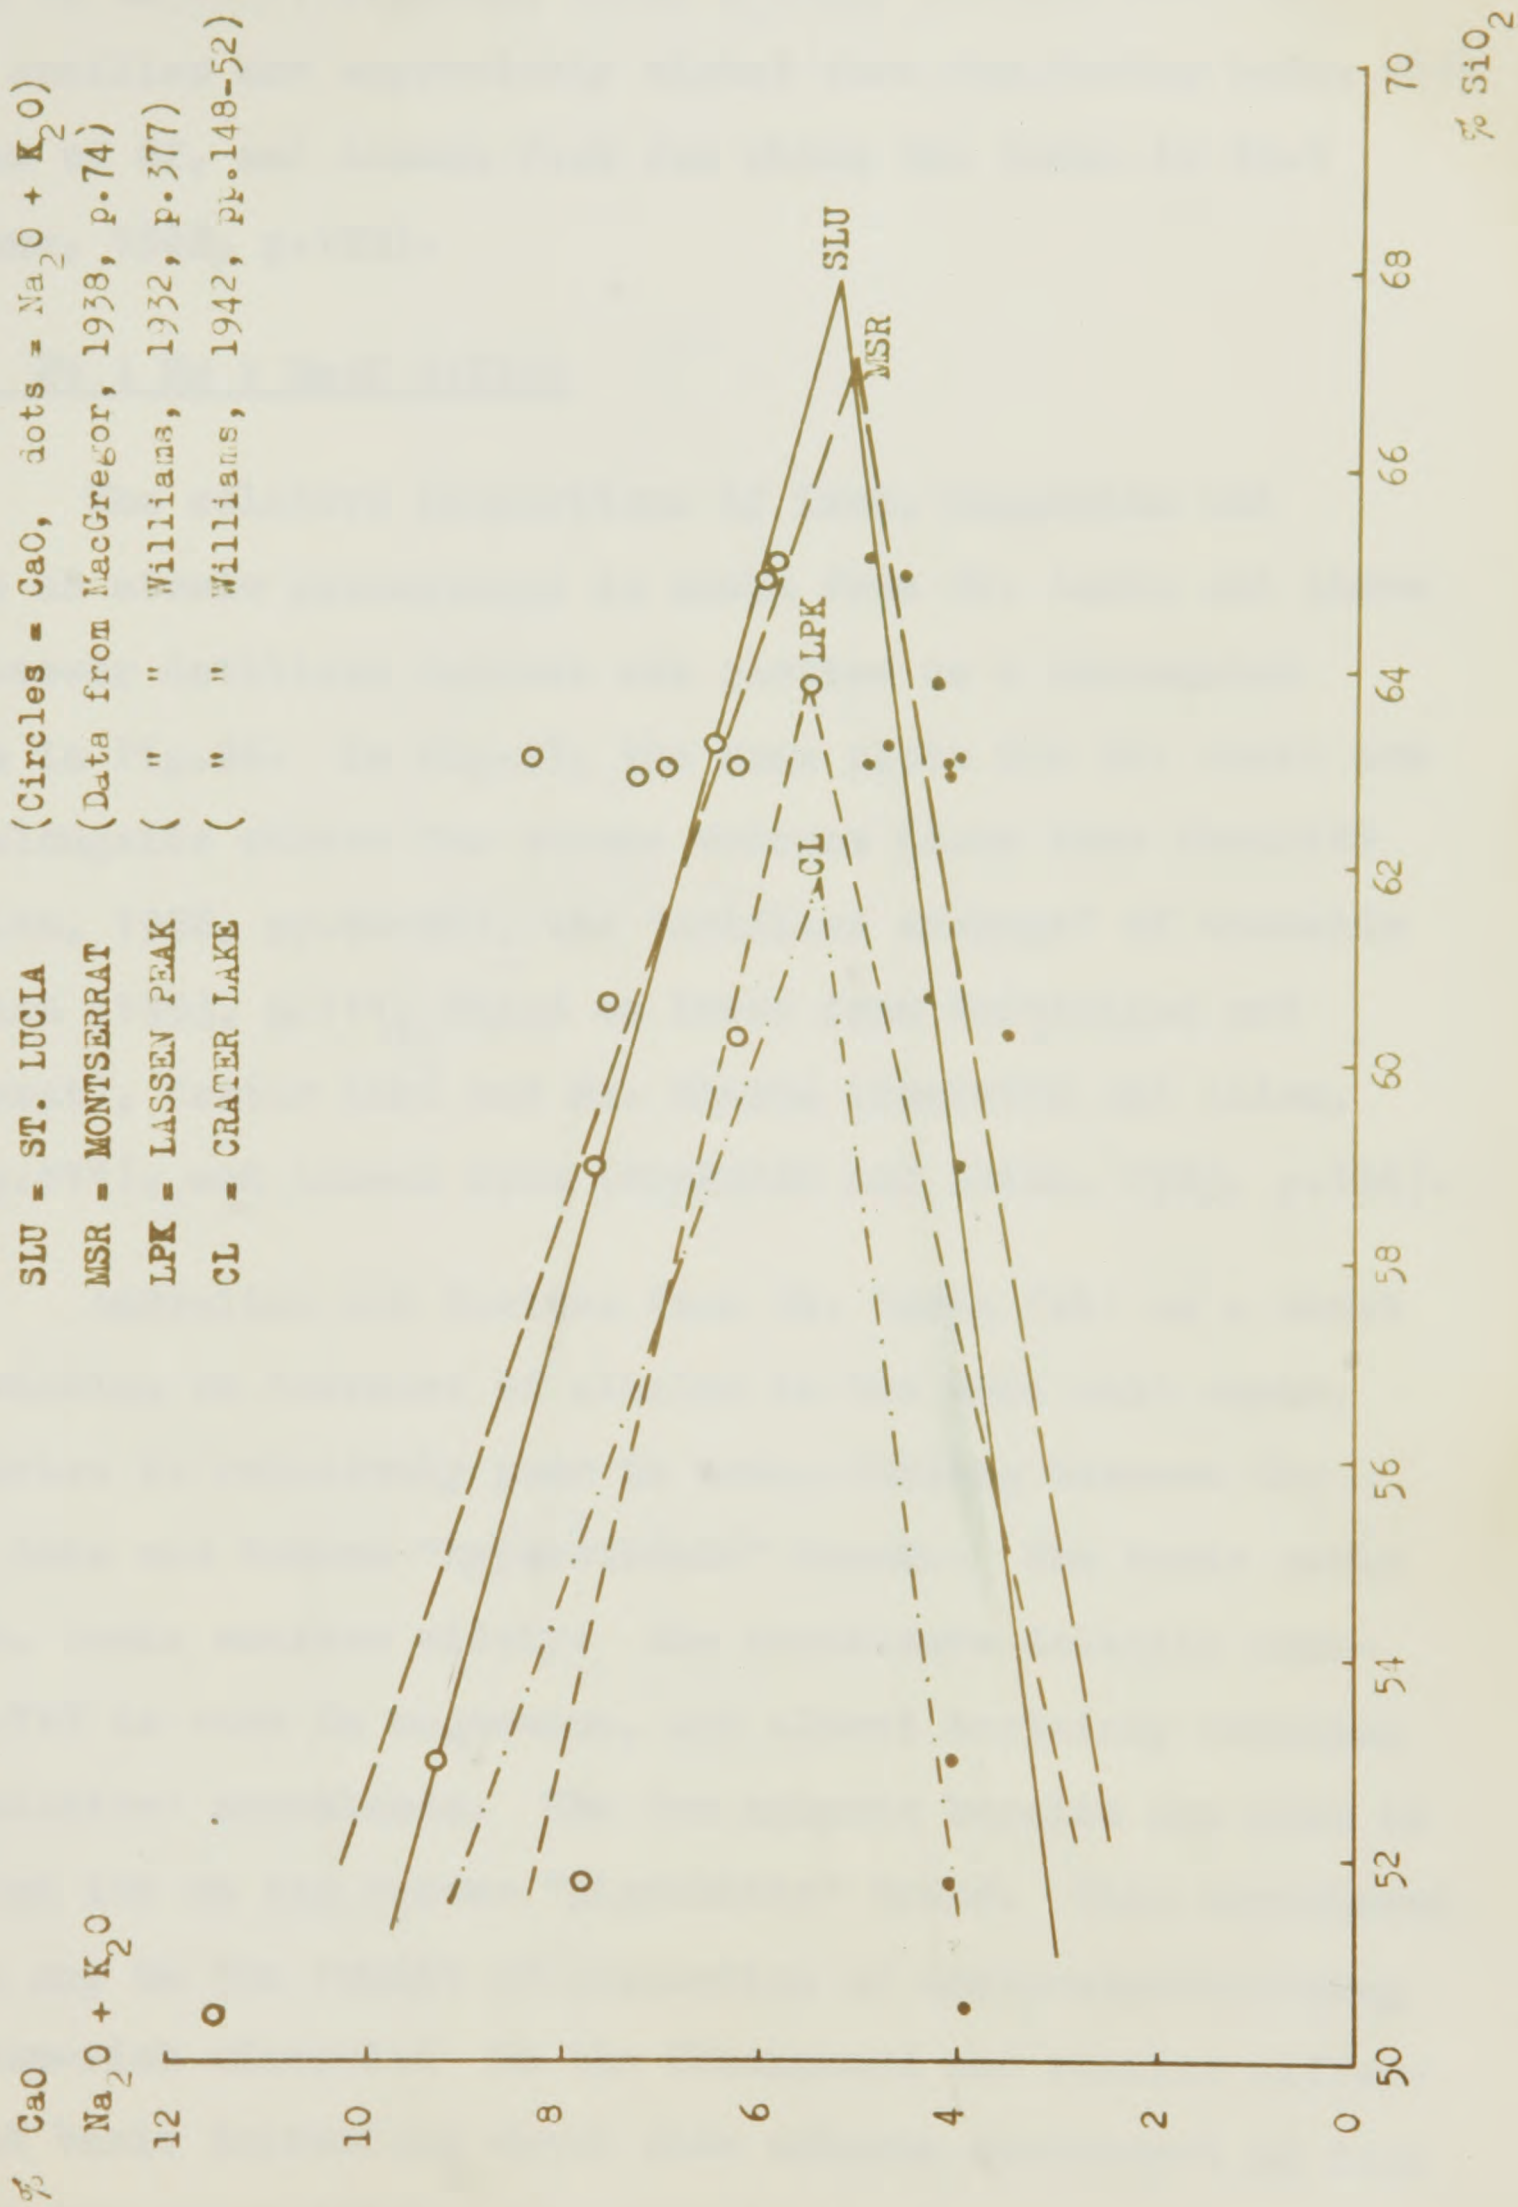 % CaO
Na₂O + K₂O
SLU = ST. LUCIA (Circles = CaO, dots = Na₂O + K₂O)
MSR = MONTSERRAT (Data from MacGregor, 1938, p.74)
LPK = LASSEN PEAK ( " " Williams, 1932, p.377)
CL = CRATER LAKE ( " " Williams, 1942, pp.148-52)
12
10
8
6
4
2
0
SLU
MSR
LPK
CL
50 52 54 56 58 60 62 64 66 68 70
% SiO₂